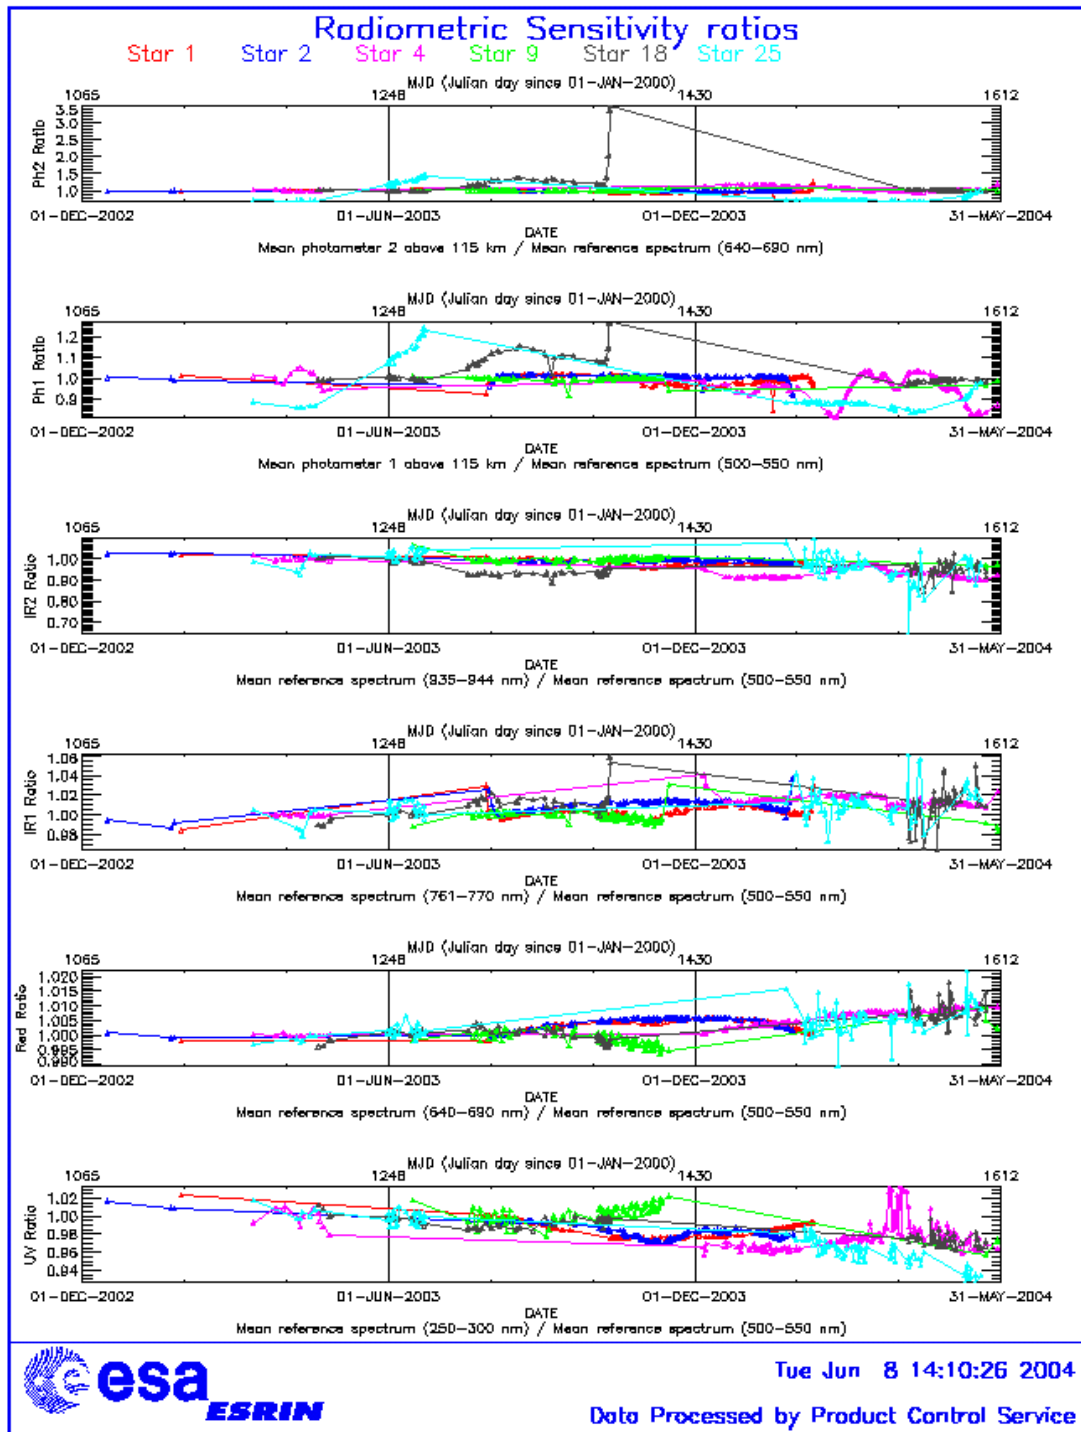 Radiometric Sensitivity ratios
Star 1 Star 2 Star 4 Star 9 Star 18 Star 25
MJD (Julian day since 01-JAN-2000)
1065 1248 1430 1612
3.5
3.0
2.5
2.0
1.5
1.0
Ph2 Ratio
01-DEC-2002 01-JUN-2003 01-DEC-2003 31-MAY-2004
DATE
Mean photometer 2 above 115 km / Mean reference spectrum (640-690 nm)
MJD (Julian day since 01-JAN-2000)
1065 1248 1430 1612
1.2
1.1
1.0
0.9
Ph1 Ratio
01-DEC-2002 01-JUN-2003 01-DEC-2003 31-MAY-2004
DATE
Mean photometer 1 above 115 km / Mean reference spectrum (500-550 nm)
MJD (Julian day since 01-JAN-2000)
1065 1248 1430 1612
1.00
0.90
0.80
0.70
IR2 Ratio
01-DEC-2002 01-JUN-2003 01-DEC-2003 31-MAY-2004
DATE
Mean reference spectrum (935-944 nm) / Mean reference spectrum (500-550 nm)
MJD (Julian day since 01-JAN-2000)
1065 1248 1430 1612
1.06
1.04
1.02
1.00
0.98
IR1 Ratio
01-DEC-2002 01-JUN-2003 01-DEC-2003 31-MAY-2004
DATE
Mean reference spectrum (761-770 nm) / Mean reference spectrum (500-550 nm)
MJD (Julian day since 01-JAN-2000)
1065 1248 1430 1612
1.020
1.015
1.010
1.005
1.000
0.995
0.990
Red Ratio
01-DEC-2002 01-JUN-2003 01-DEC-2003 31-MAY-2004
DATE
Mean reference spectrum (640-690 nm) / Mean reference spectrum (500-550 nm)
MJD (Julian day since 01-JAN-2000)
1065 1248 1430 1612
1.02
1.00
0.98
0.96
0.94
UV Ratio
01-DEC-2002 01-JUN-2003 01-DEC-2003 31-MAY-2004
DATE
Mean reference spectrum (250-300 nm) / Mean reference spectrum (500-550 nm)
esa
ESRIN
Tue Jun 8 14:10:26 2004
Data Processed by Product Control Service